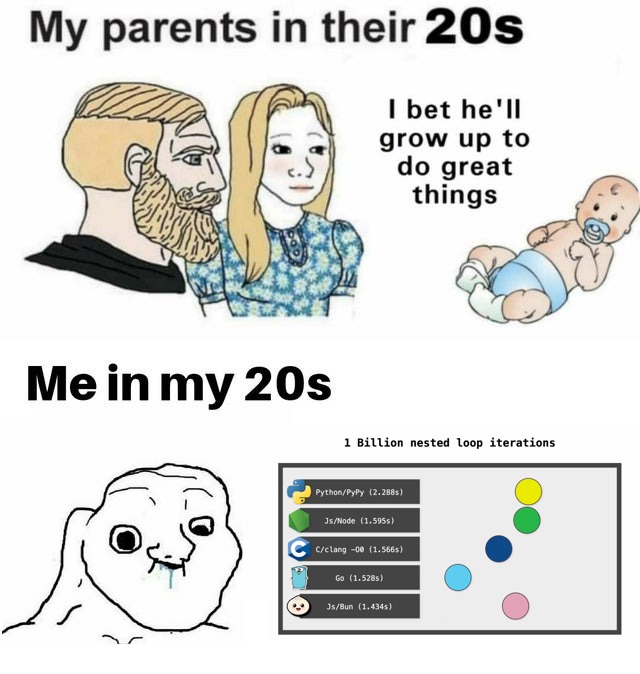 My parents in their 20s
I bet he'll
grow up to
do great
things
Me in my 20s
1 Billion nested loop iterations
Python/PyPy (2.288s)
Js/Node (1.595s)
C/clang -O0 (1.566s)
Go (1.528s)
Js/Bun (1.434s)